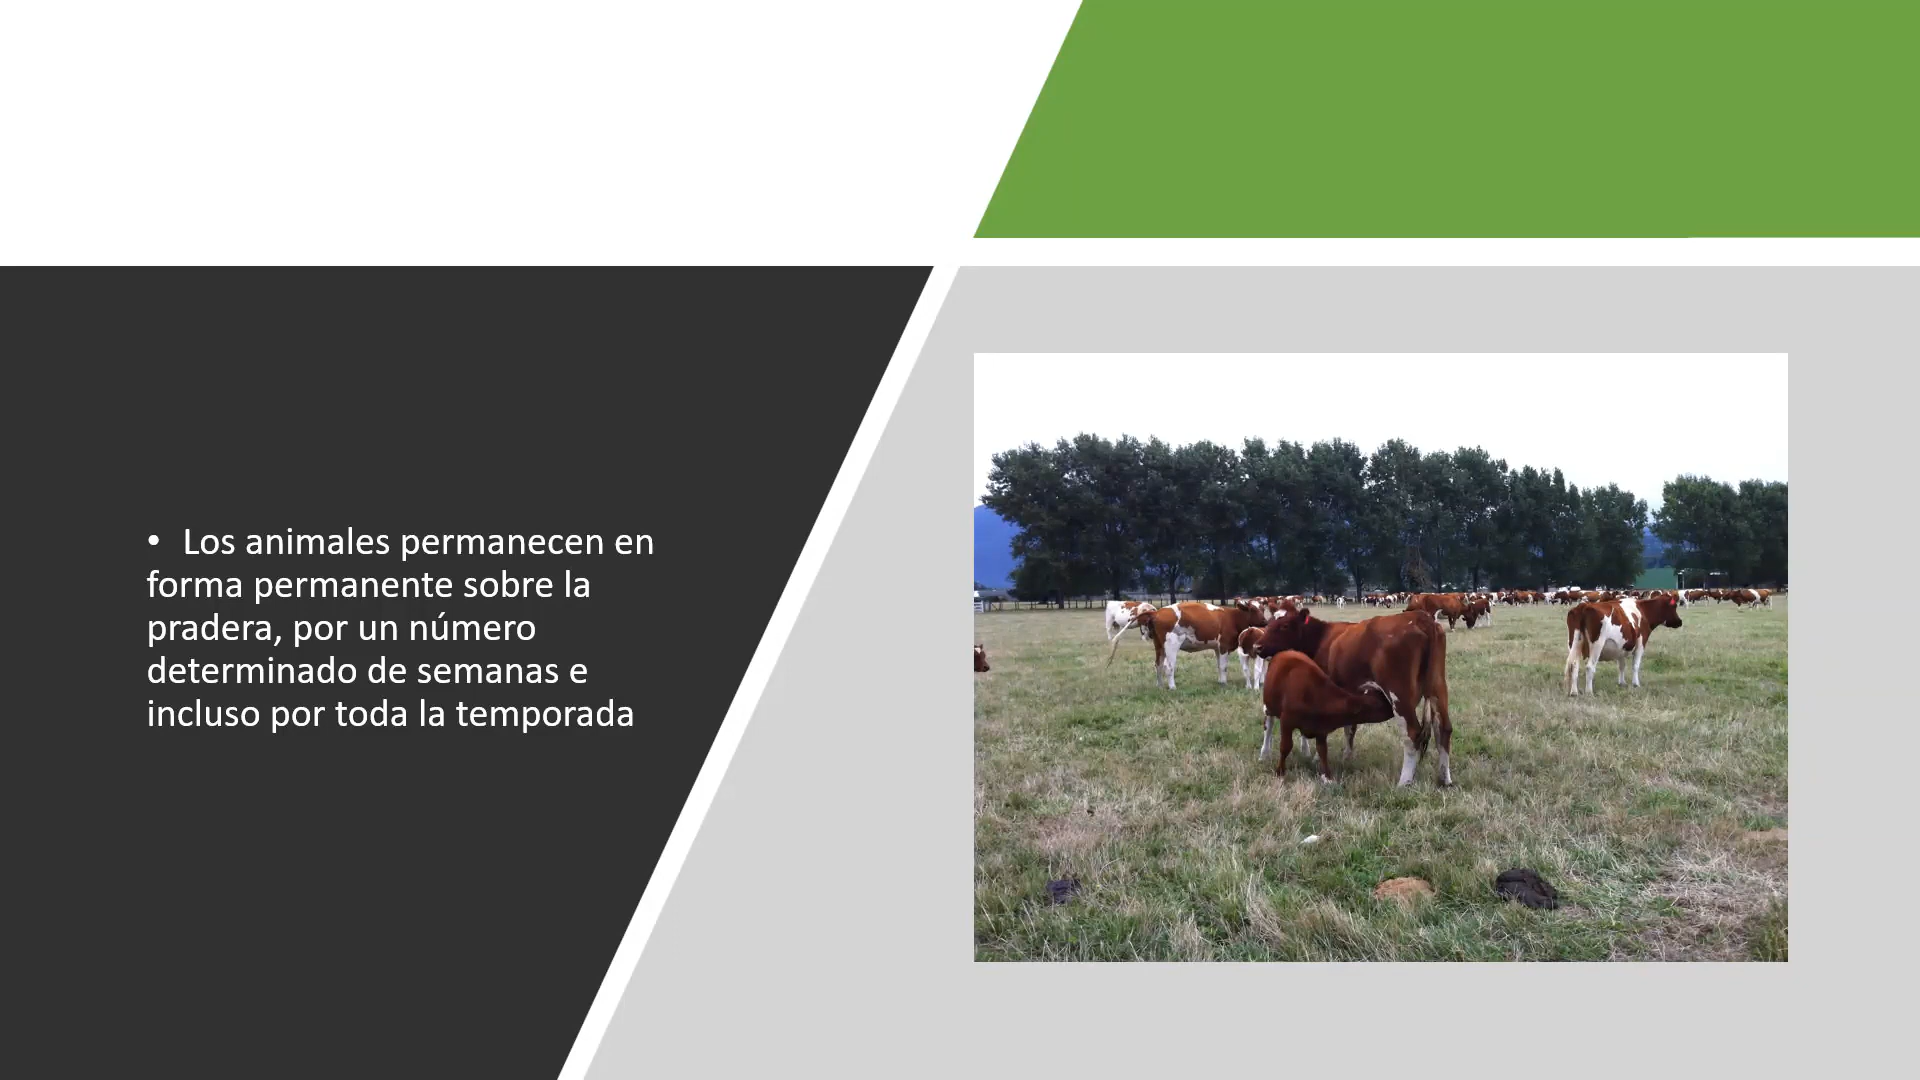 • Los animales permanecen en
forma permanente sobre la
pradera, por un número
determinado de semanas e
incluso por toda la temporada